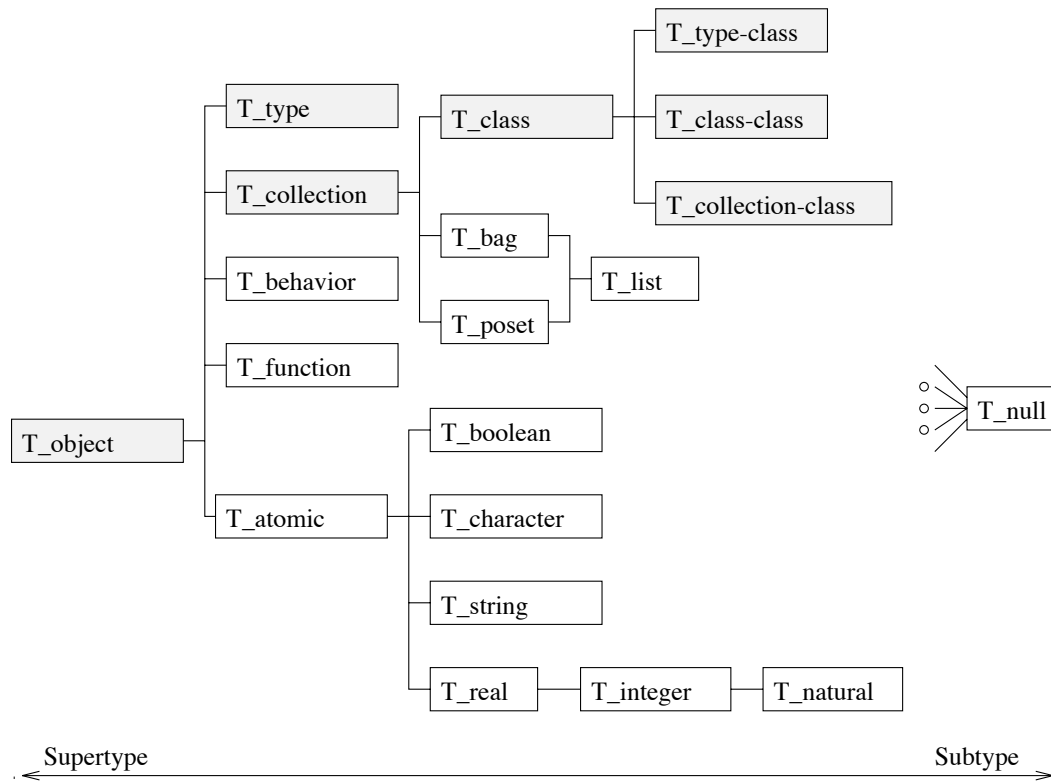 T_type-class
T_type
T_class
T_class-class
T_collection
T_collection-class
T_bag
T_behavior
T_list
T_poset
T_function
T_null
T_object
T_boolean
T_atomic
T_character
T_string
T_real
T_integer
T_natural
Supertype
Subtype